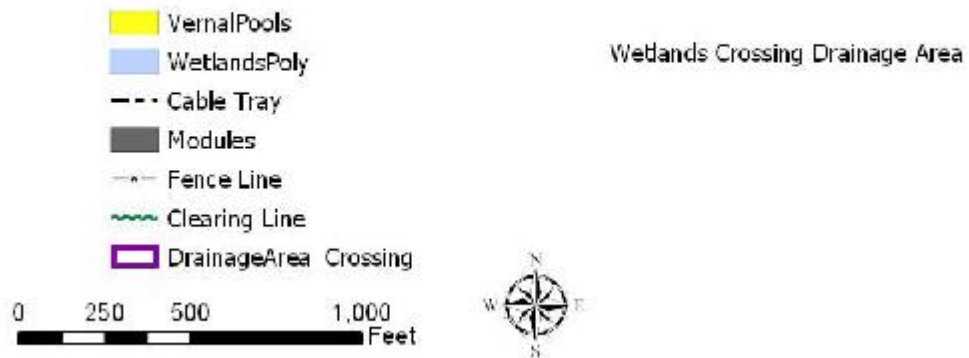 VernalPools
WetlandsPoly
Wetlands Crossing Drainage Area
Cable Tray
Modules
Fence Line
Clearing Line
DrainageArea Crossing
N
W E
S
0 250 500 1,000
Feet